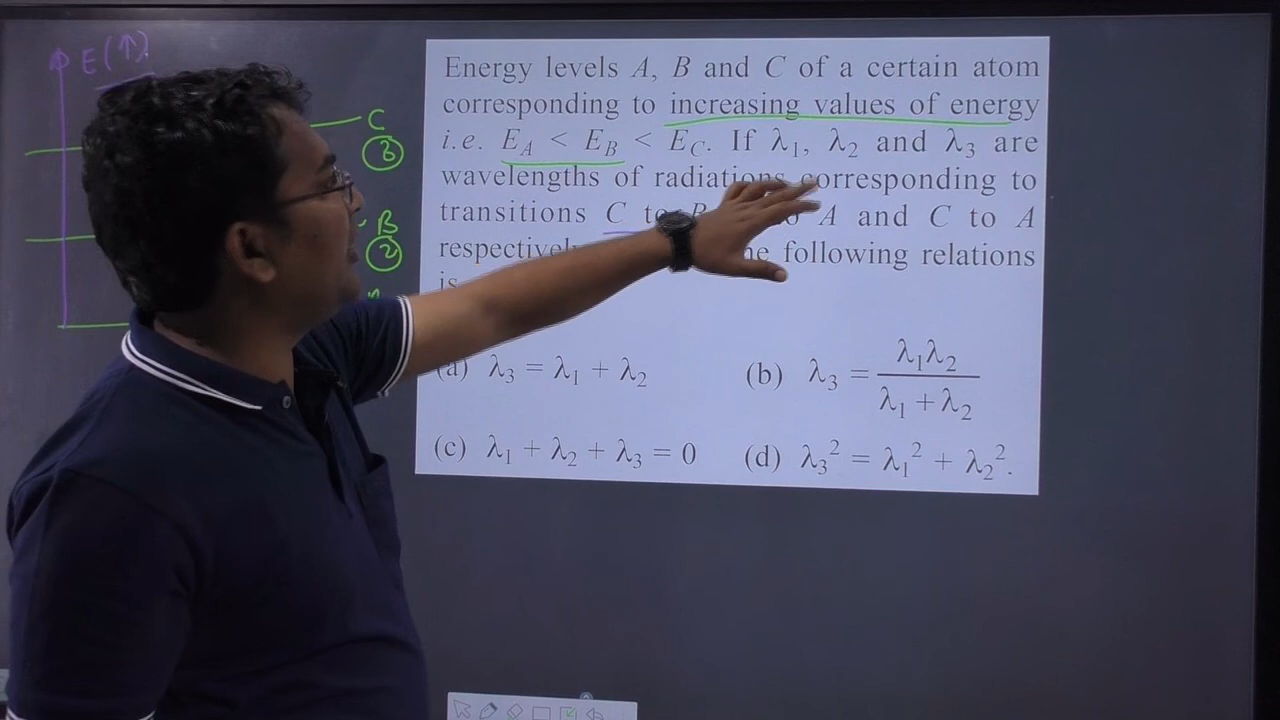 E(↑)
C
3
B
2
Energy levels A, B and C of a certain atom
corresponding to increasing values of energy
i.e. E_A < E_B < E_C. If λ₁, λ₂ and λ₃ are
wavelengths of radiations corresponding to
transitions C to A and C to A
the following relations
is
(a) λ₃ = λ₁ + λ₂
(b) λ₃ = λ₁λ₂ / λ₁ + λ₂
(c) λ₁ + λ₂ + λ₃ = 0
(d) λ₃² = λ₁² + λ₂².